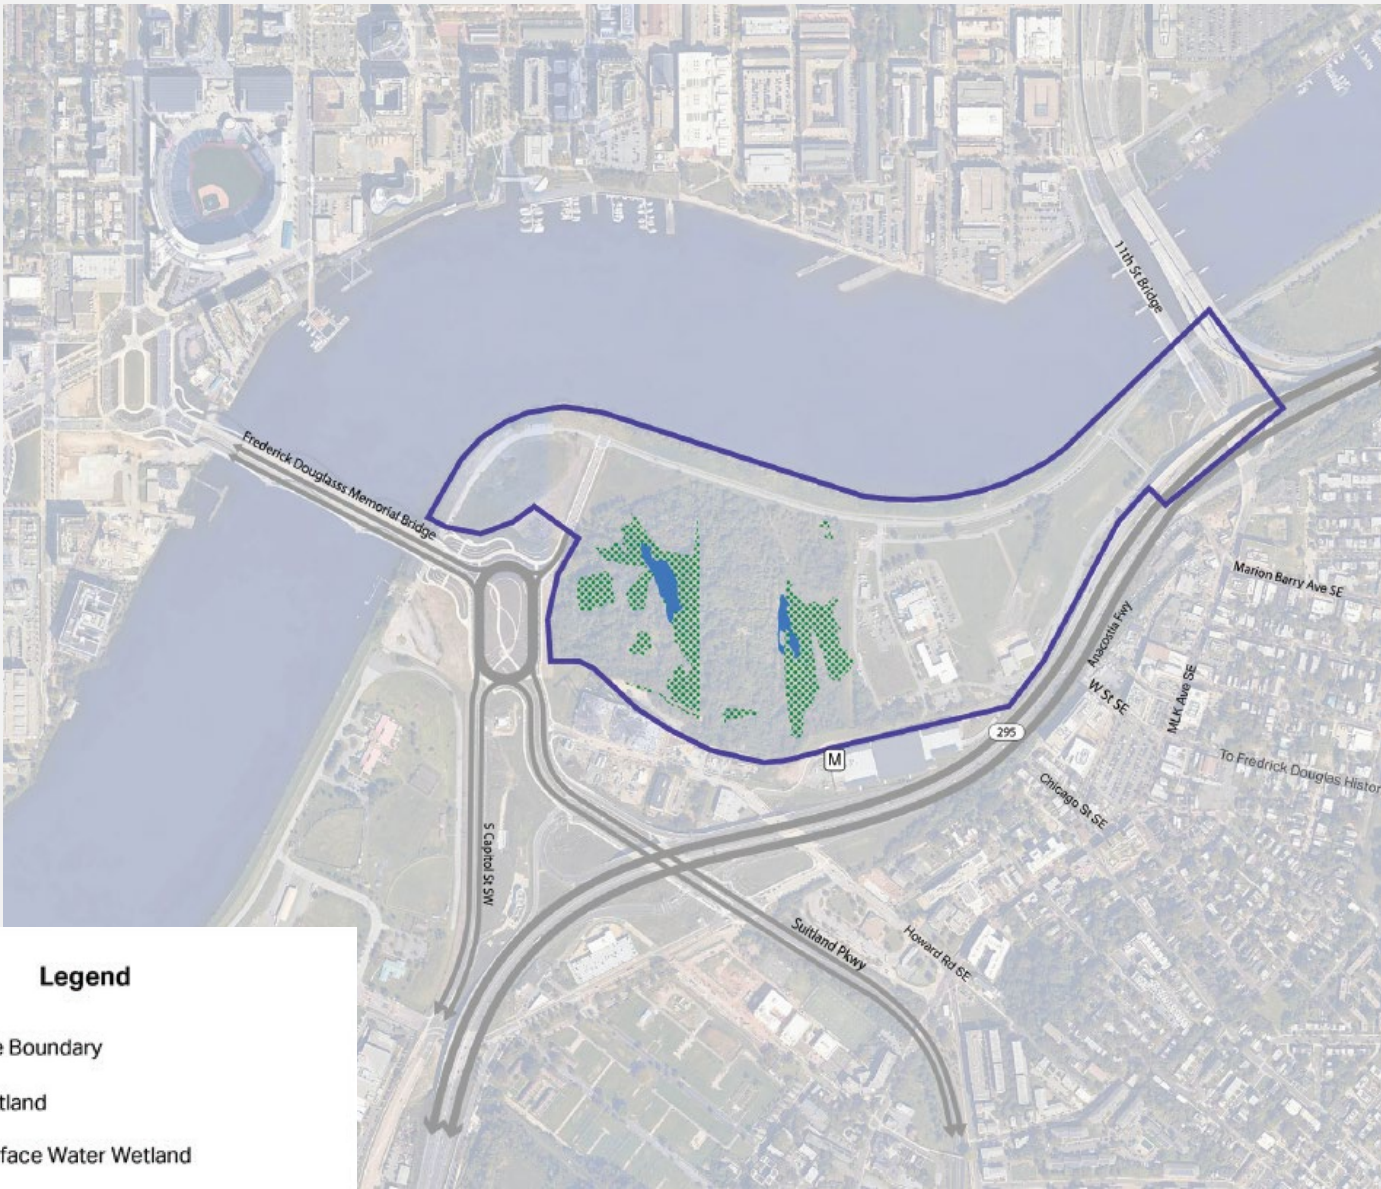 11th St Bridge
Frederick Douglasss Memorial Bridge
Marion Barry Ave SE
Anacostia Fwy
W St SE
MLK Ave SE
295
M
To Fredrick Douglas Histor
Chicago St SE
S Capitol St SW
Suitland Pkwy
Howard Rd SE
Legend
e Boundary
tland
face Water Wetland